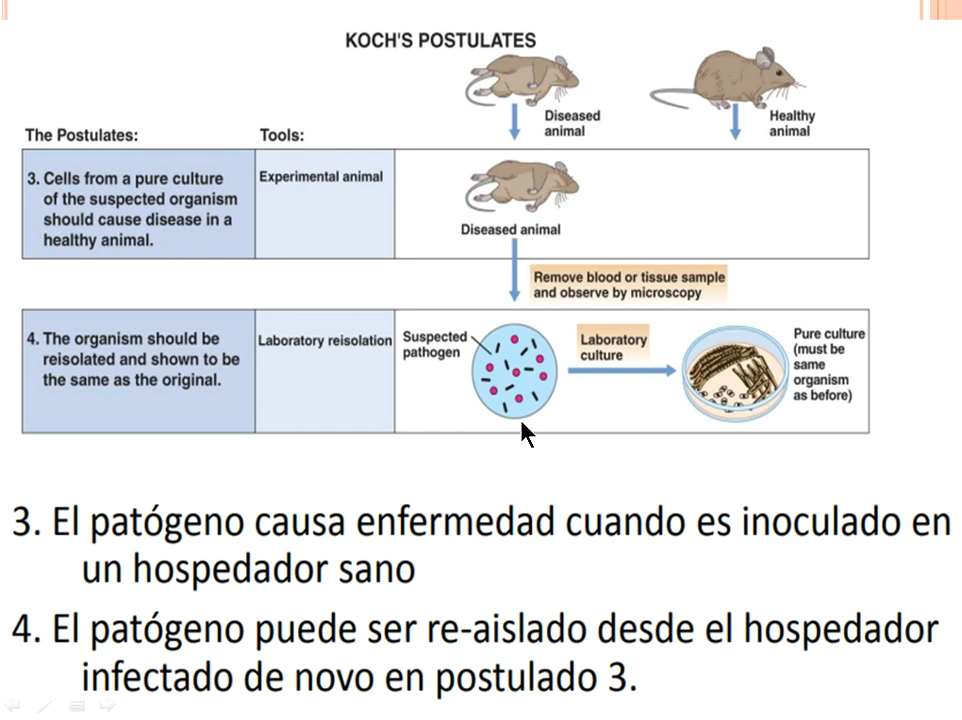 KOCH'S POSTULATES
Diseased
animal
Healthy
animal
The Postulates:
Tools:
3. Cells from a pure culture
of the suspected organism
should cause disease in a
healthy animal.
Experimental animal
Diseased animal
Remove blood or tissue sample
and observe by microscopy
4. The organism should be
reisolated and shown to be
the same as the original.
Laboratory reisolation
Suspected
pathogen
Laboratory
culture
Pure culture
(must be
same
organism
as before)
3. El patógeno causa enfermedad cuando es inoculado en
un hospedador sano
4. El patógeno puede ser re-aislado desde el hospedador
infectado de novo en postulado 3.